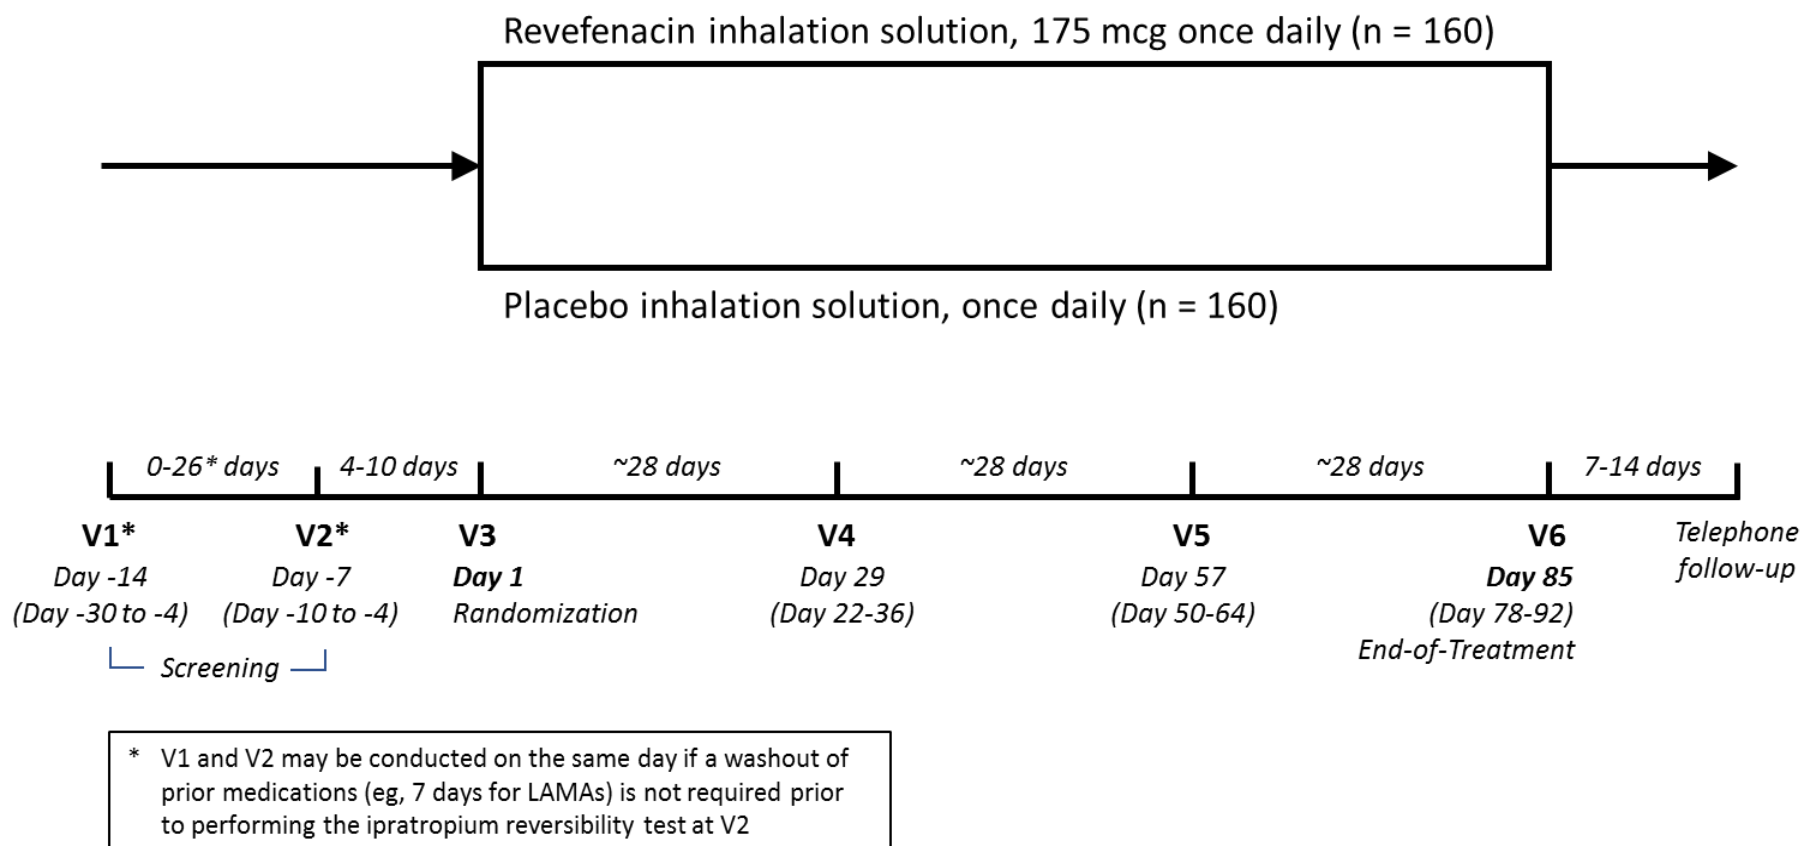 Revefenacin inhalation solution, 175 mcg once daily (n = 160)
Placebo inhalation solution, once daily (n = 160)
0-26* days
4-10 days
~28 days
~28 days
~28 days
7-14 days
V1*
Day -14
(Day -30 to -4)
V2*
Day -7
(Day -10 to -4)
Screening
V3
Day 1
Randomization
V4
Day 29
(Day 22-36)
V5
Day 57
(Day 50-64)
V6
Day 85
(Day 78-92)
End-of-Treatment
Telephone
follow-up
* V1 and V2 may be conducted on the same day if a washout of
prior medications (eg, 7 days for LAMAs) is not required prior
to performing the ipratropium reversibility test at V2